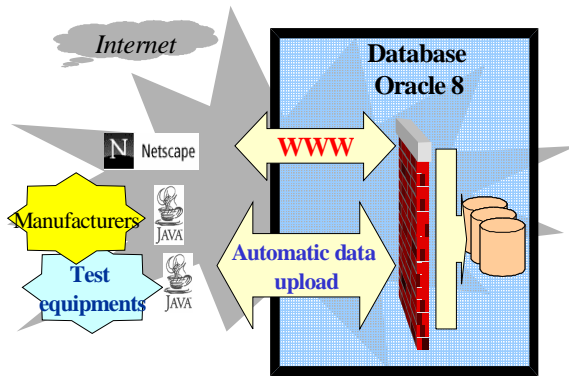 Internet
Database
Oracle 8
WWW
N Netscape
Manufacturers
JAVA
Automatic data
upload
Test
equipments
JAVA